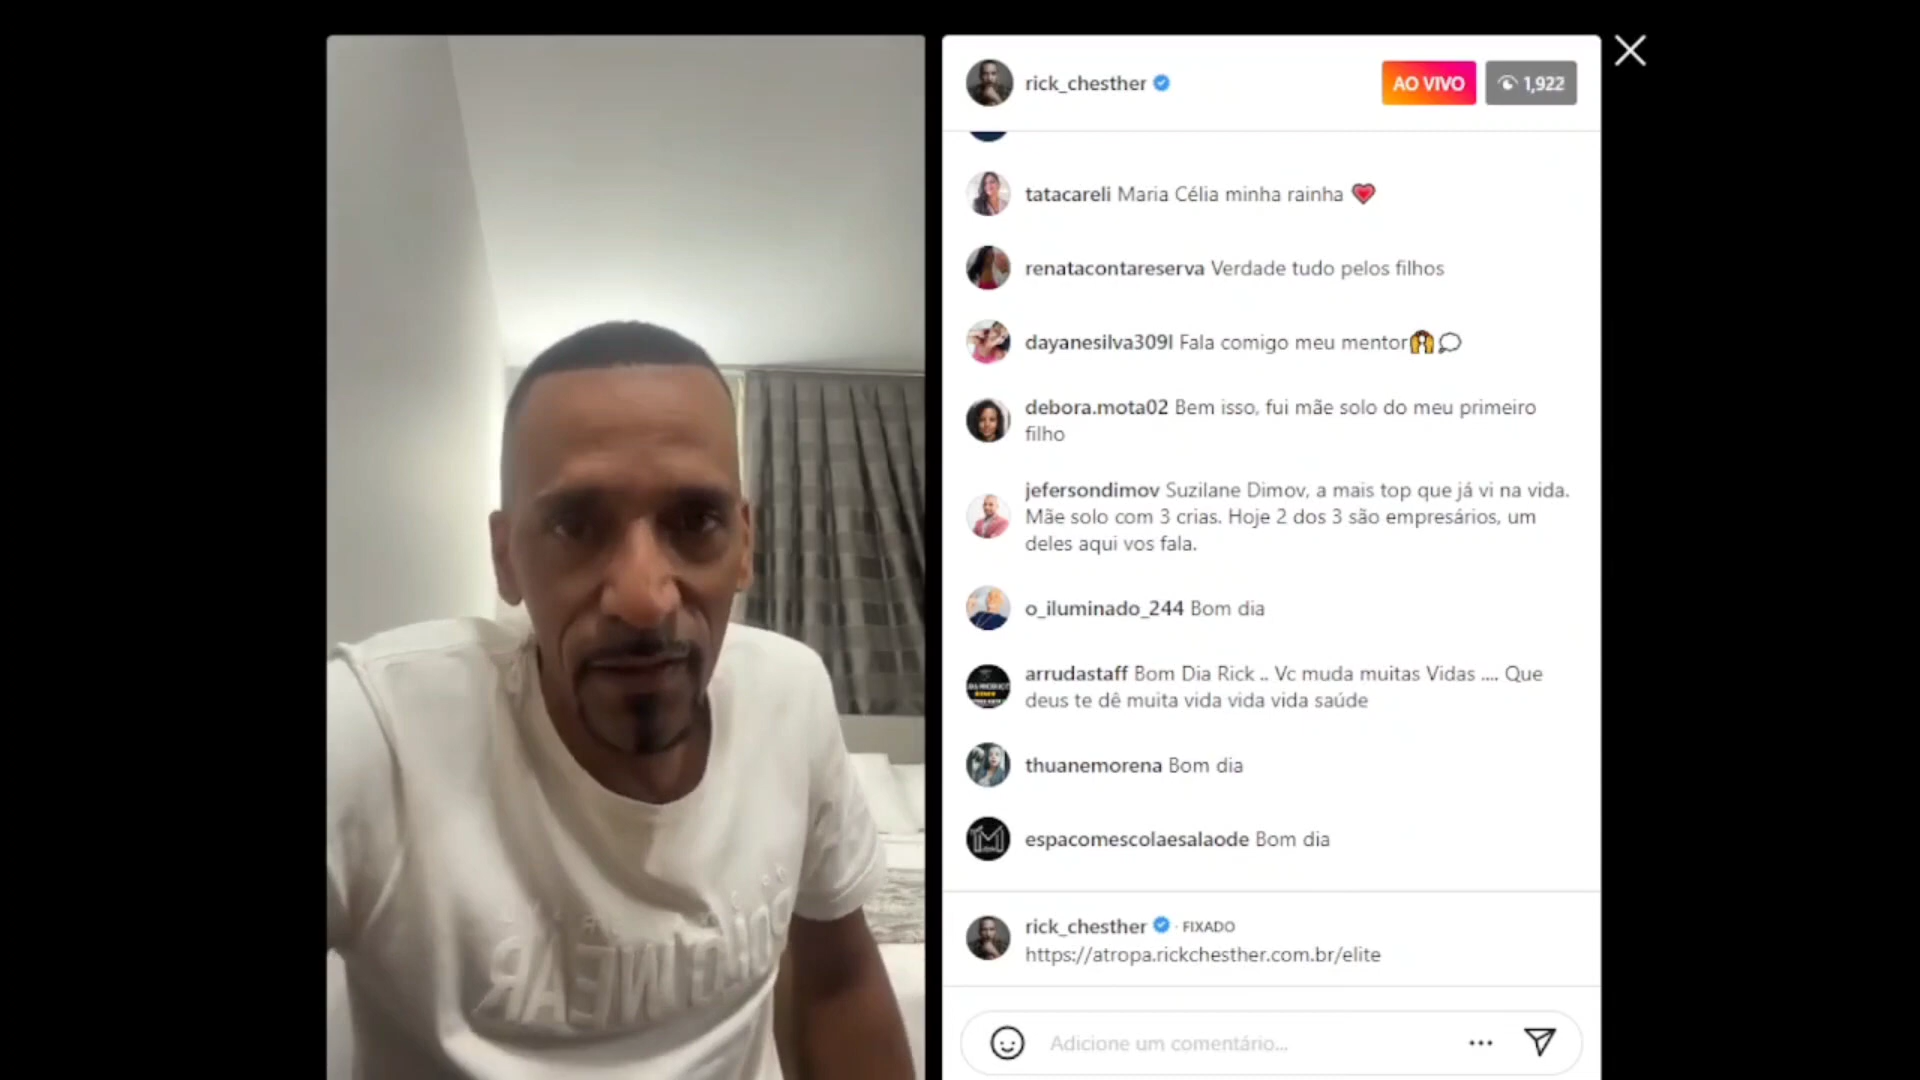 rick_chesther
AO VIVO
1,922
tatacareli Maria Célia minha rainha
renatacontareserva Verdade tudo pelos filhos
dayanesilva309l Fala comigo meu mentor
debora.mota02 Bem isso, fui mãe solo do meu primeiro
filho
jefersondimov Suzilane Dimov, a mais top que já vi na vida.
Mãe solo com 3 crias. Hoje 2 dos 3 são empresários, um
deles aqui vos fala.
o_iluminado_244 Bom dia
arrudastaff Bom Dia Rick .. Vc muda muitas Vidas .... Que
deus te dê muita vida vida vida saúde
thuanemorena Bom dia
espacomescolaesalaode Bom dia
rick_chesther · FIXADO
https://atropa.rickchesther.com.br/elite
Adicione um comentário...